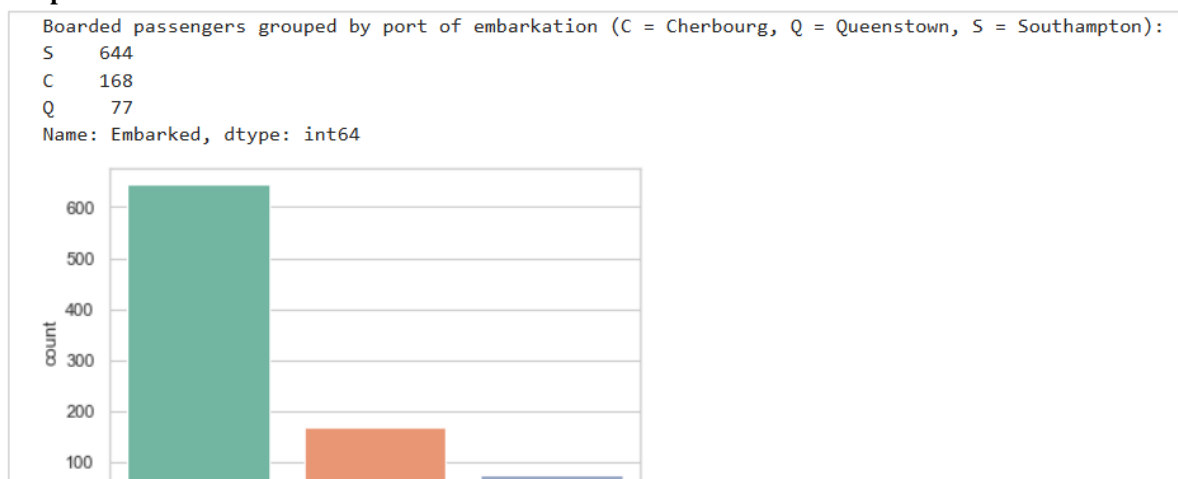 Boarded passengers grouped by port of embarkation (C = Cherbourg, Q = Queenstown, S = Southampton):
S 644
C 168
Q 77
Name: Embarked, dtype: int64
600
500
400
300
200
100
count